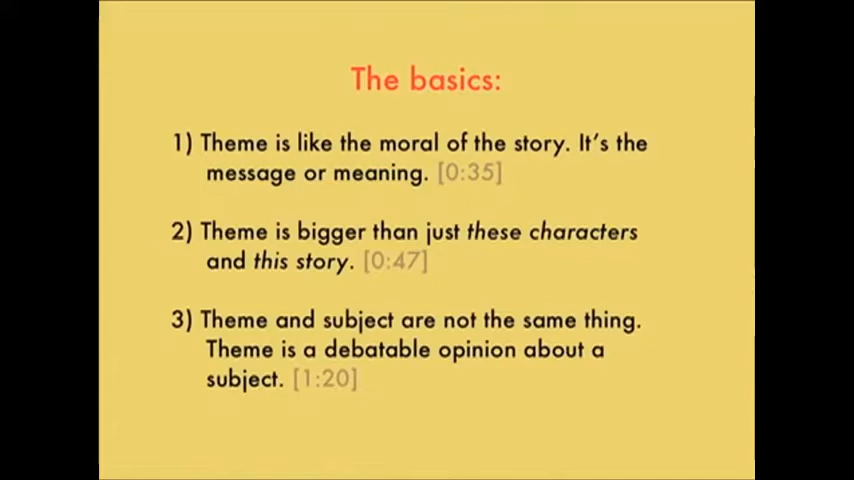 The basics:
1) Theme is like the moral of the story. It's the
message or meaning. [0:35]
2) Theme is bigger than just these characters
and this story. [0:47]
3) Theme and subject are not the same thing.
Theme is a debatable opinion about a
subject. [1:20]